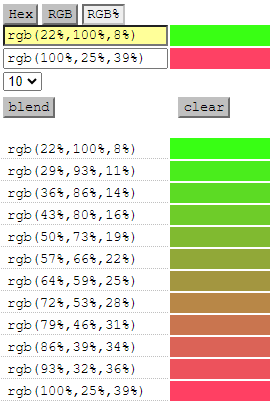 Hex RGB RGB%
rgb(22%,100%,8%)
rgb(100%,25%,39%)
10
blend clear
rgb(22%,100%,8%)
rgb(29%,93%,11%)
rgb(36%,86%,14%)
rgb(43%,80%,16%)
rgb(50%,73%,19%)
rgb(57%,66%,22%)
rgb(64%,59%,25%)
rgb(72%,53%,28%)
rgb(79%,46%,31%)
rgb(86%,39%,34%)
rgb(93%,32%,36%)
rgb(100%,25%,39%)